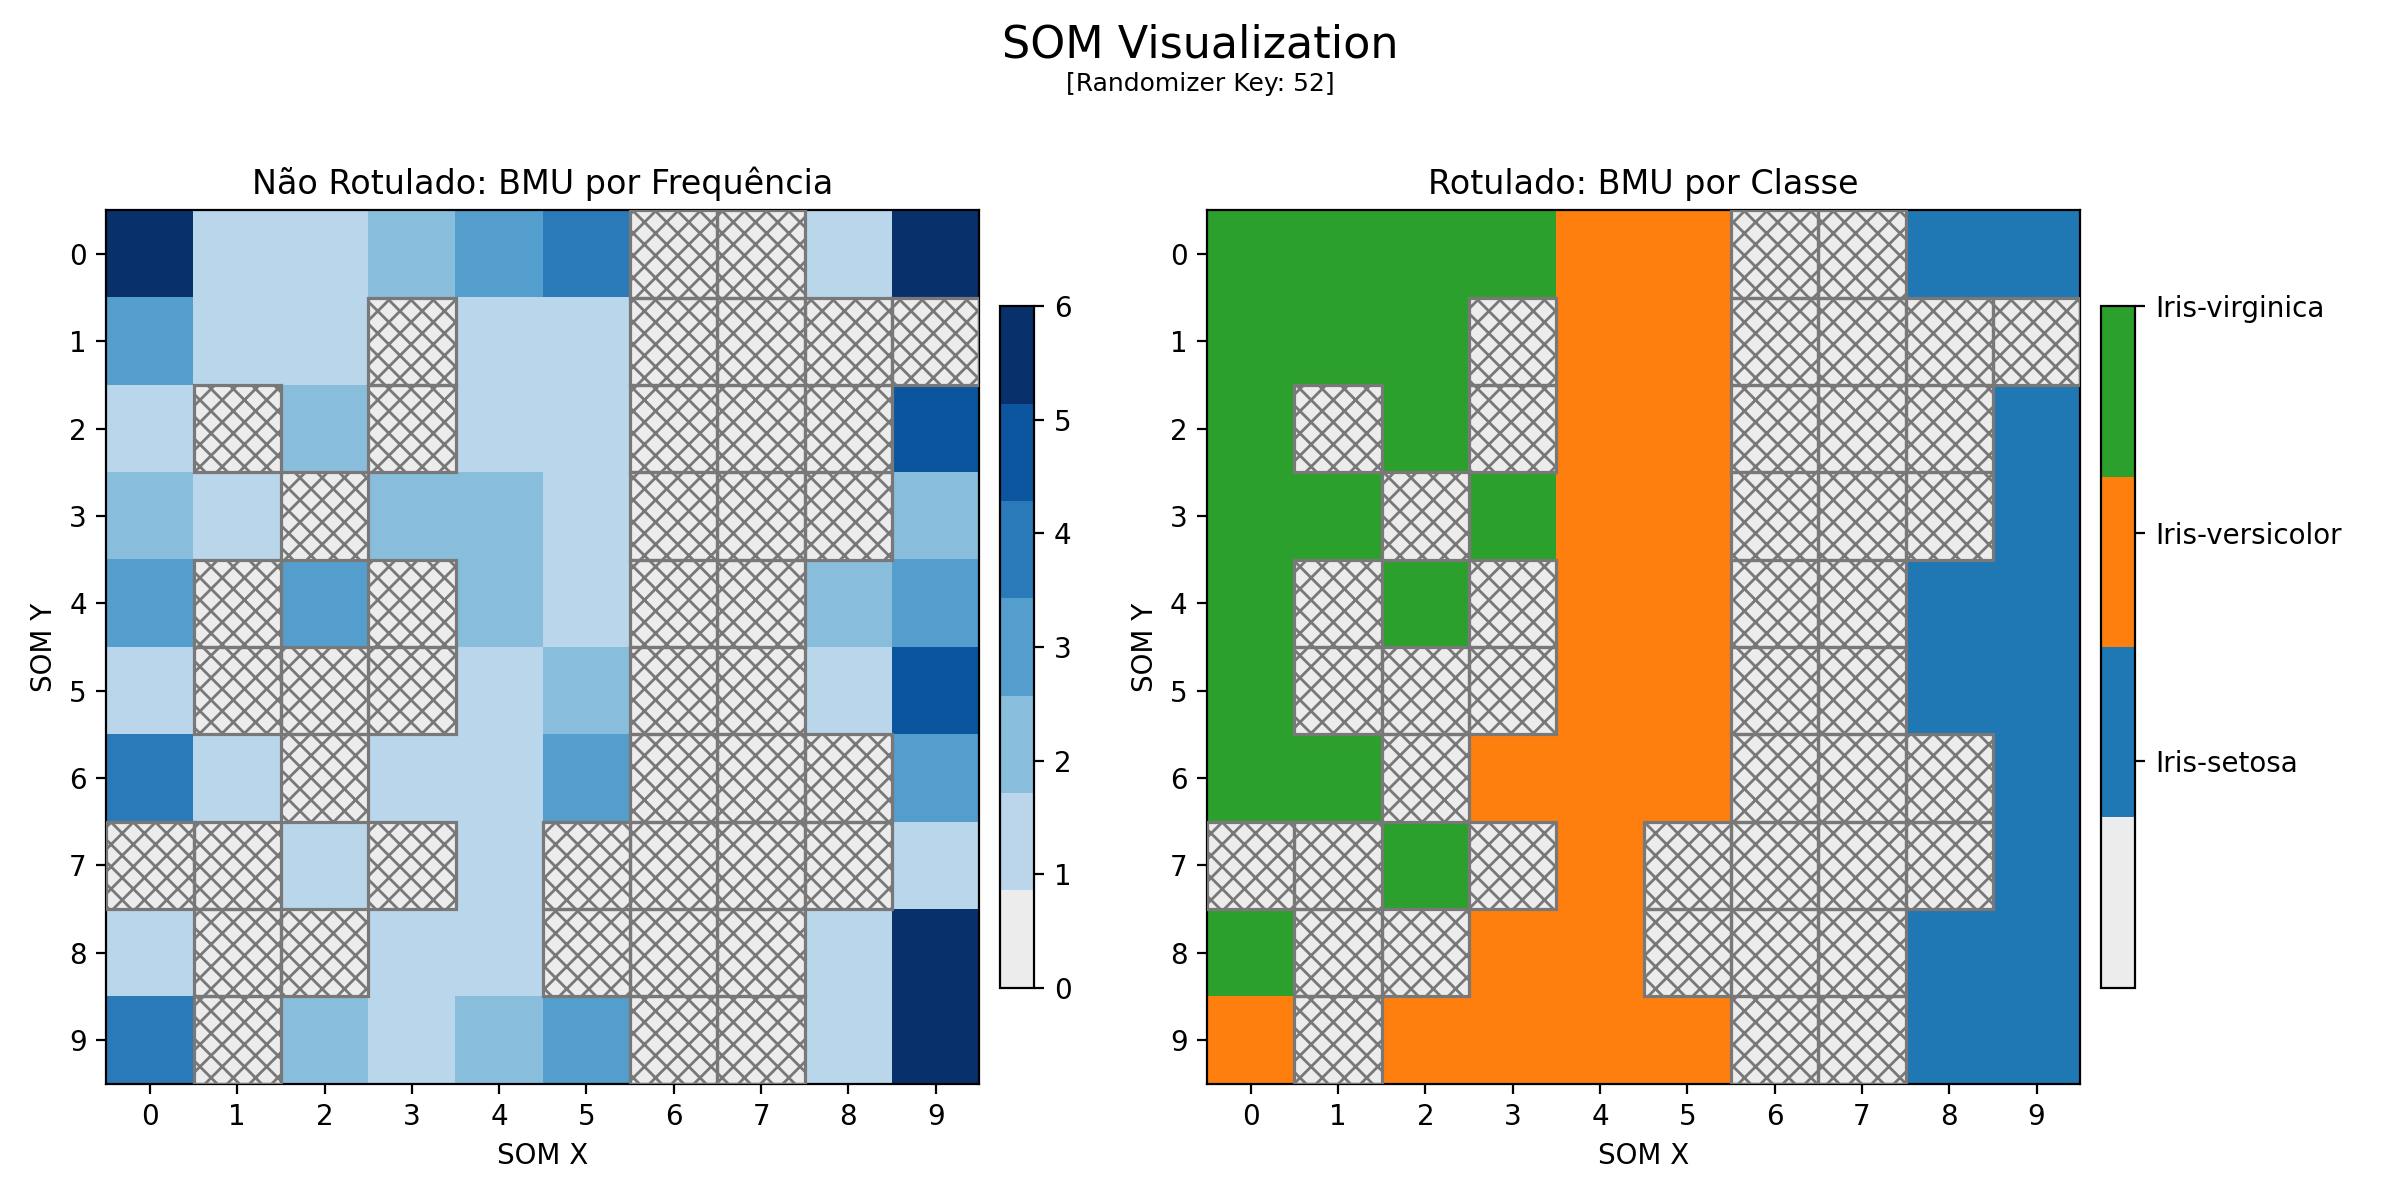 SOM Visualization
[Randomizer Key: 52]
Não Rotulado: BMU por Frequência
0
1
2
3
4
5
6
7
8
9
SOM Y
0 1 2 3 4 5 6 7 8 9
SOM X
6
5
4
3
2
1
0
Rotulado: BMU por Classe
0
1
2
3
4
5
6
7
8
9
SOM Y
0 1 2 3 4 5 6 7 8 9
SOM X
Iris-virginica
Iris-versicolor
Iris-setosa